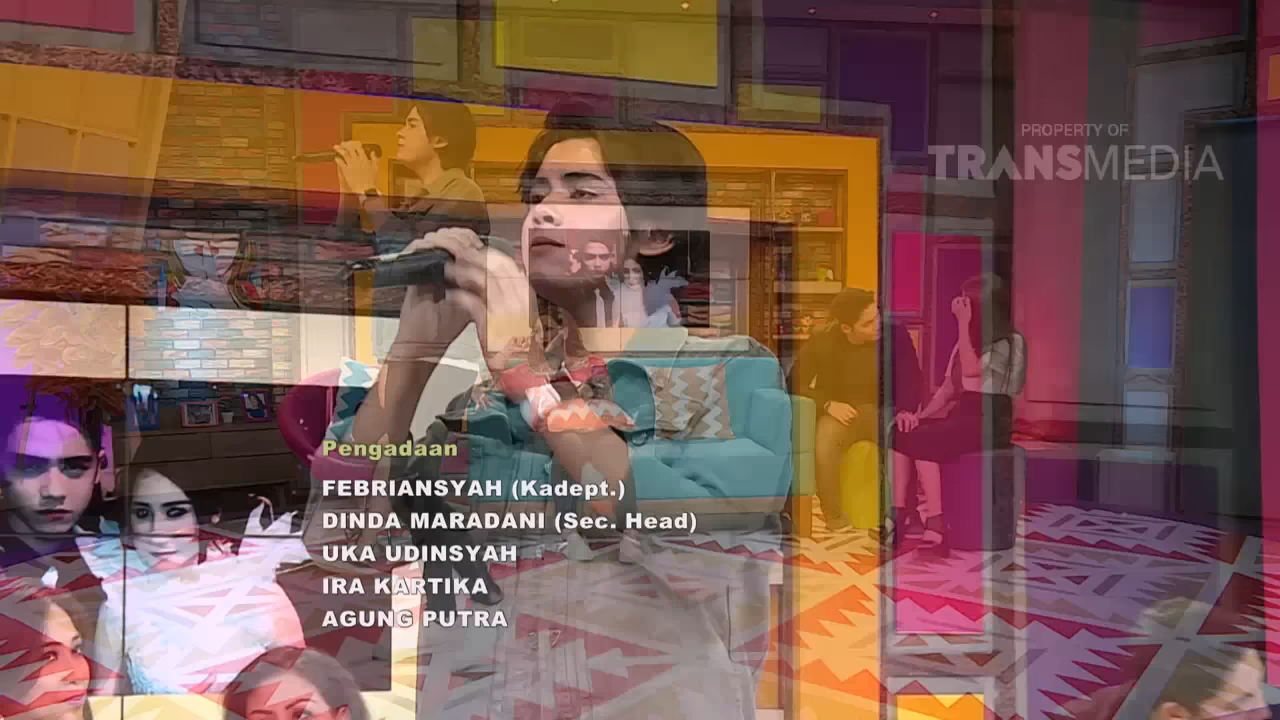 PROPERTY OF
TRANSMEDIA
Pengadaan
FEBRIANSYAH (Kadept.)
DINDA MARADANI (Sec. Head)
UKA UDINSYAH
IRA KARTIKA
AGUNG PUTRA